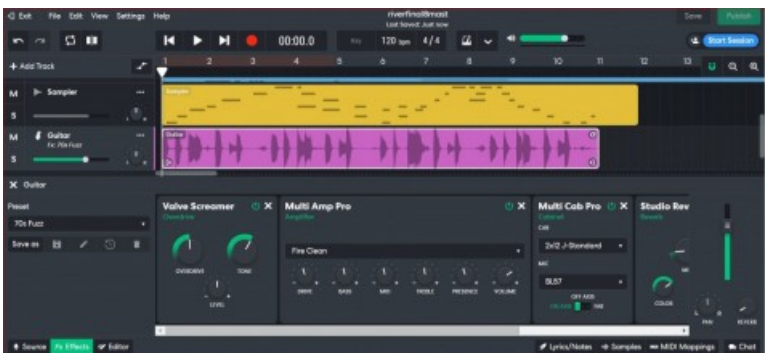 Exit File Edit View Settings Help
riverfinal8mast
Last Saved: Just now
Save Publish
00:00.0 Key 120 bpm 4/4
Start Session
+ Add Track
1 2 3 4 5 6 7 8 9 10 11 12 13
M Sampler
S
Sampler
M Guitar
Fx: 70s Fuzz
S
Guitar
X Guitar
Preset
70s Fuzz
Save as
Valve Screamer
Overdrive
OVERDRIVE TONE
LEVEL
Multi Amp Pro
Amplifier
Fire Clean
DRIVE BASS MID TREBLE PRESENCE VOLUME
Multi Cab Pro
Cabinet
CAB
2x12 J-Standard
MIC
BL57
OFF AXIS
Studio Rev
Reverb
COLOR
PAN REVERB
Source Fx Effects Editor
Lyrics/Notes Samples MIDI Mappings Chat